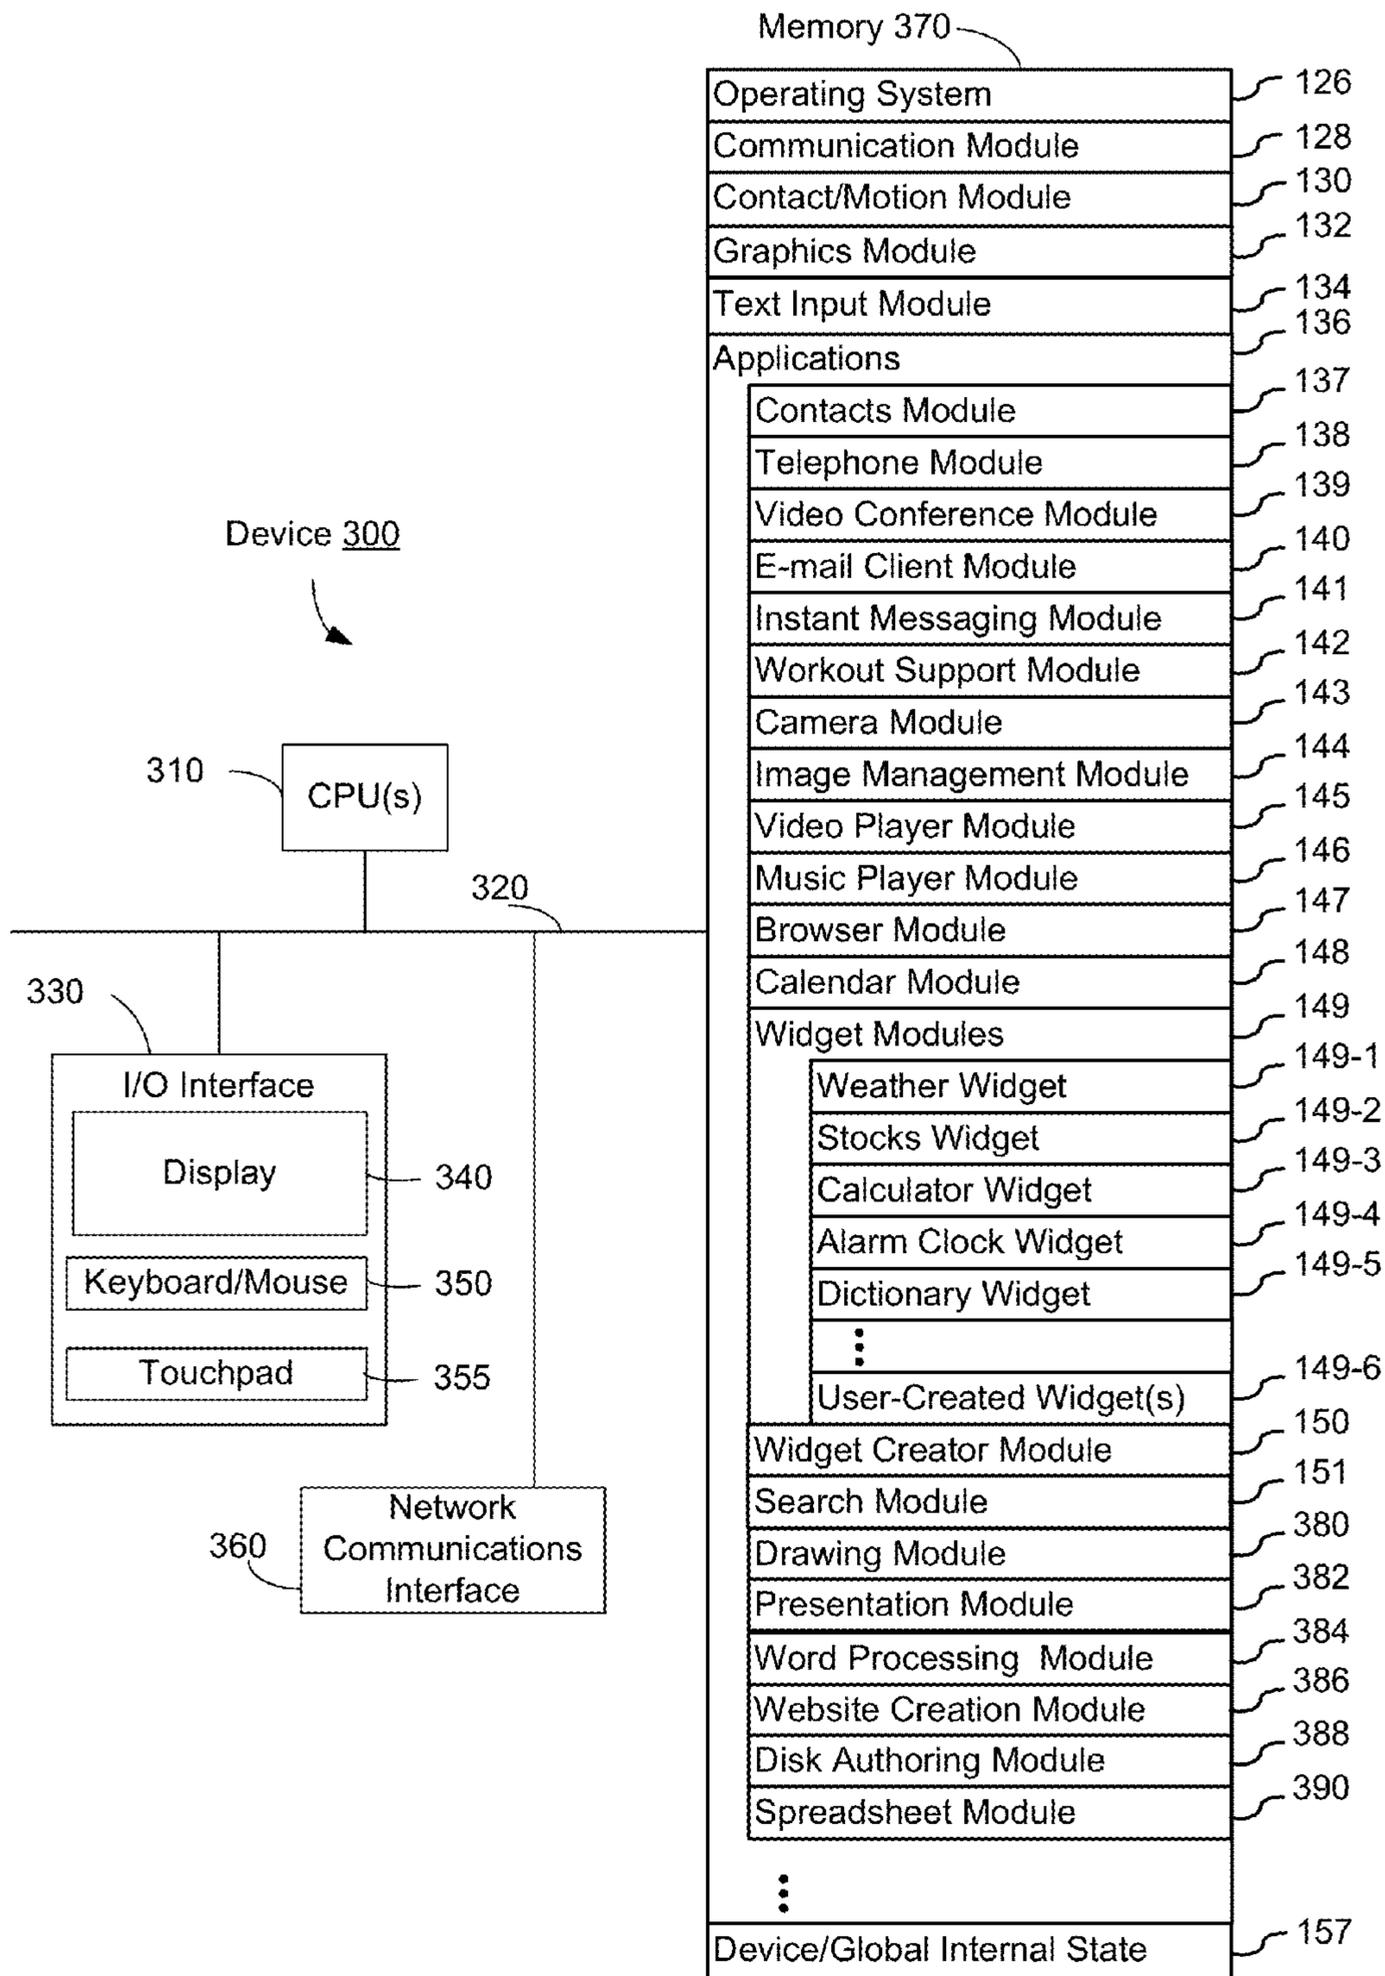 Memory 370
Operating System 126
Communication Module 128
Contact/Motion Module 130
Graphics Module 132
Text Input Module 134
Applications 136
Contacts Module 137
Telephone Module 138
Video Conference Module 139
E-mail Client Module 140
Instant Messaging Module 141
Workout Support Module 142
Camera Module 143
Image Management Module 144
Video Player Module 145
Music Player Module 146
Browser Module 147
Calendar Module 148
Widget Modules 149
Weather Widget 149-1
Stocks Widget 149-2
Calculator Widget 149-3
Alarm Clock Widget 149-4
Dictionary Widget 149-5
User-Created Widget(s) 149-6
Widget Creator Module 150
Search Module 151
Drawing Module 380
Presentation Module 382
Word Processing Module 384
Website Creation Module 386
Disk Authoring Module 388
Spreadsheet Module 390
Device/Global Internal State 157
Device 300
310
CPU(s)
320
330
I/O Interface
Display 340
Keyboard/Mouse 350
Touchpad 355
360
Network
Communications
Interface